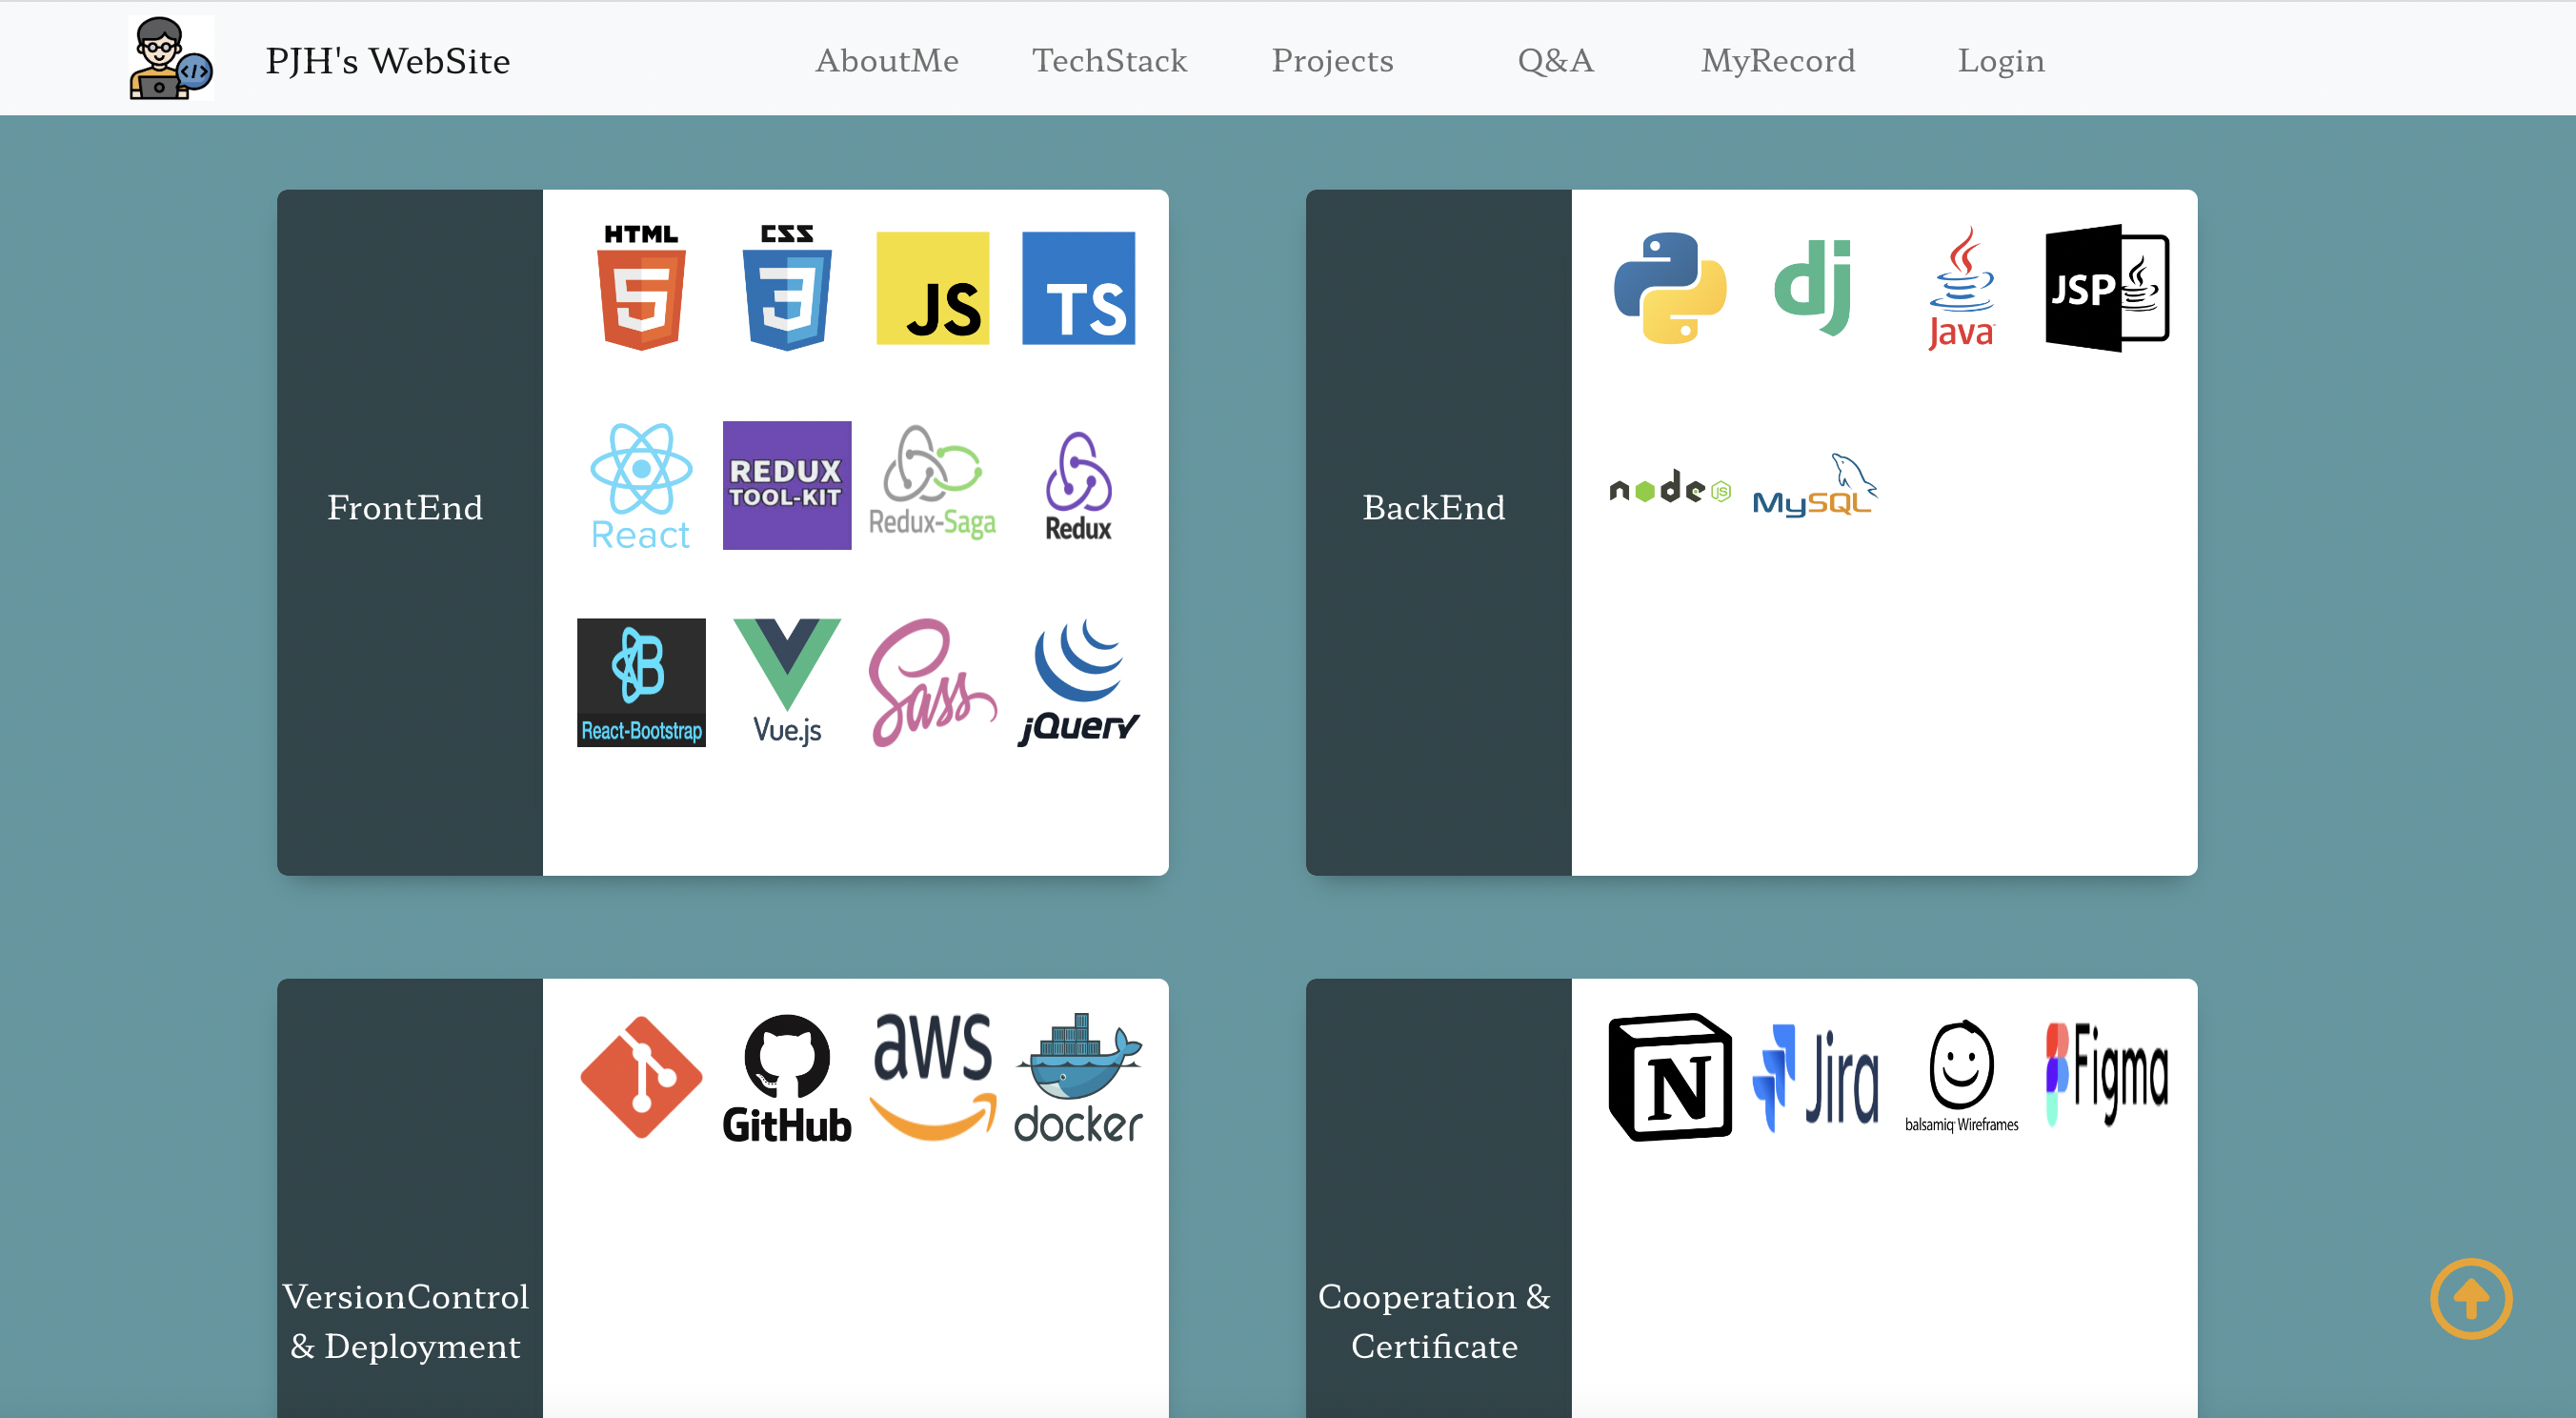 </>
PJH's WebSite
AboutMe
TechStack
Projects
Q&A
MyRecord
Login
FrontEnd
HTML
5
CSS
3
JS
TS
React
REDUX
TOOL-KIT
Redux-Saga
Redux
B
React-Bootstrap
Vue.js
Sass
jQuery
BackEnd
dj
Java
JSP
node JS
MySQL
VersionControl
& Deployment
GitHub
aws
docker
Cooperation &
Certificate
N
Jira
balsamiq Wireframes
Figma